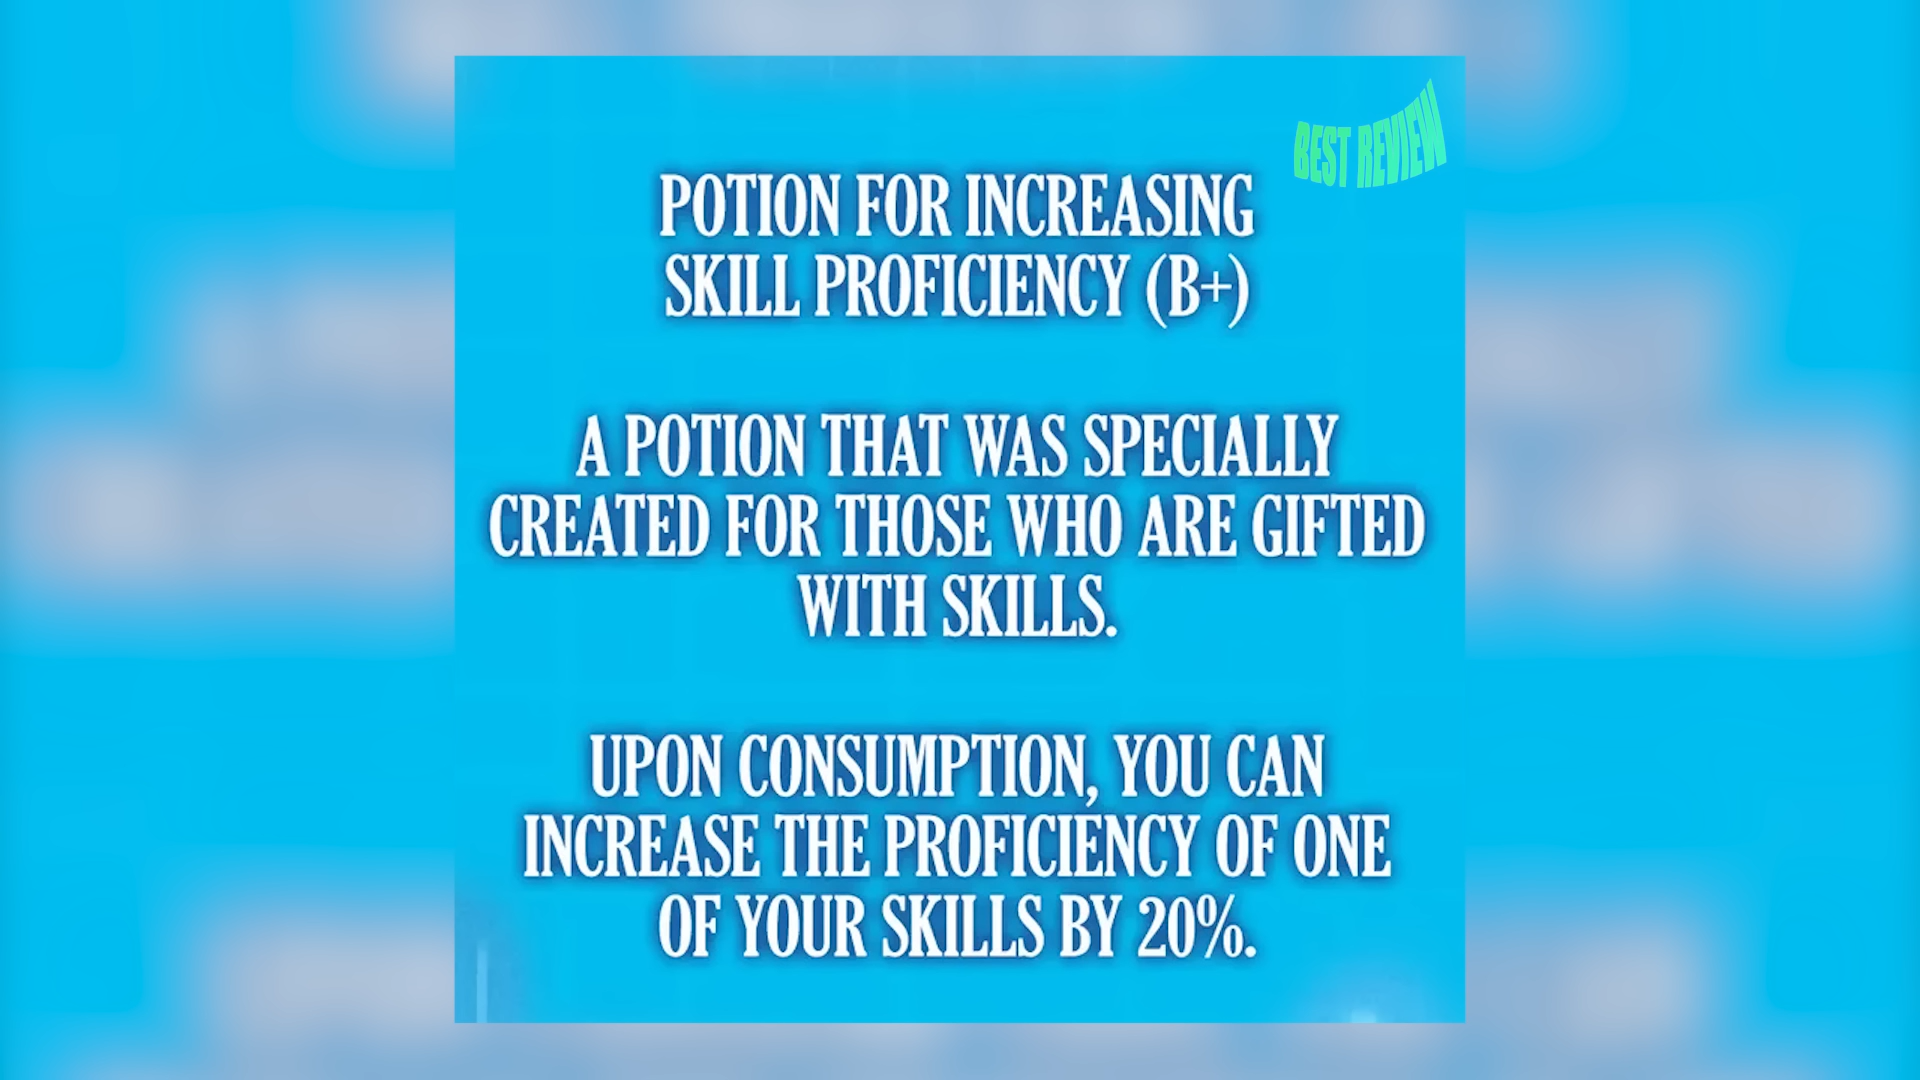 BEST REVIEW
POTION FOR INCREASING
SKILL PROFICIENCY (B+)
A POTION THAT WAS SPECIALLY
CREATED FOR THOSE WHO ARE GIFTED
WITH SKILLS.
UPON CONSUMPTION, YOU CAN
INCREASE THE PROFICIENCY OF ONE
OF YOUR SKILLS BY 20%.